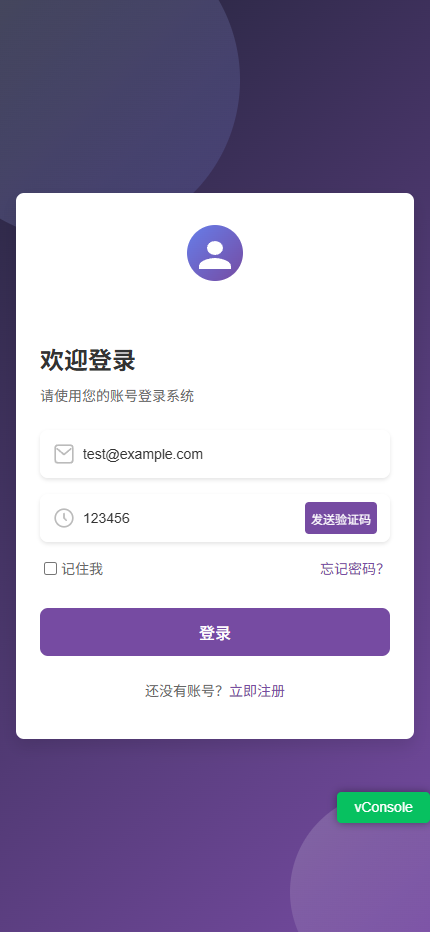 欢迎登录
请使用您的账号登录系统
test@example.com
123456 发送验证码
记住我 忘记密码?
登录
还没有账号? 立即注册
vConsole